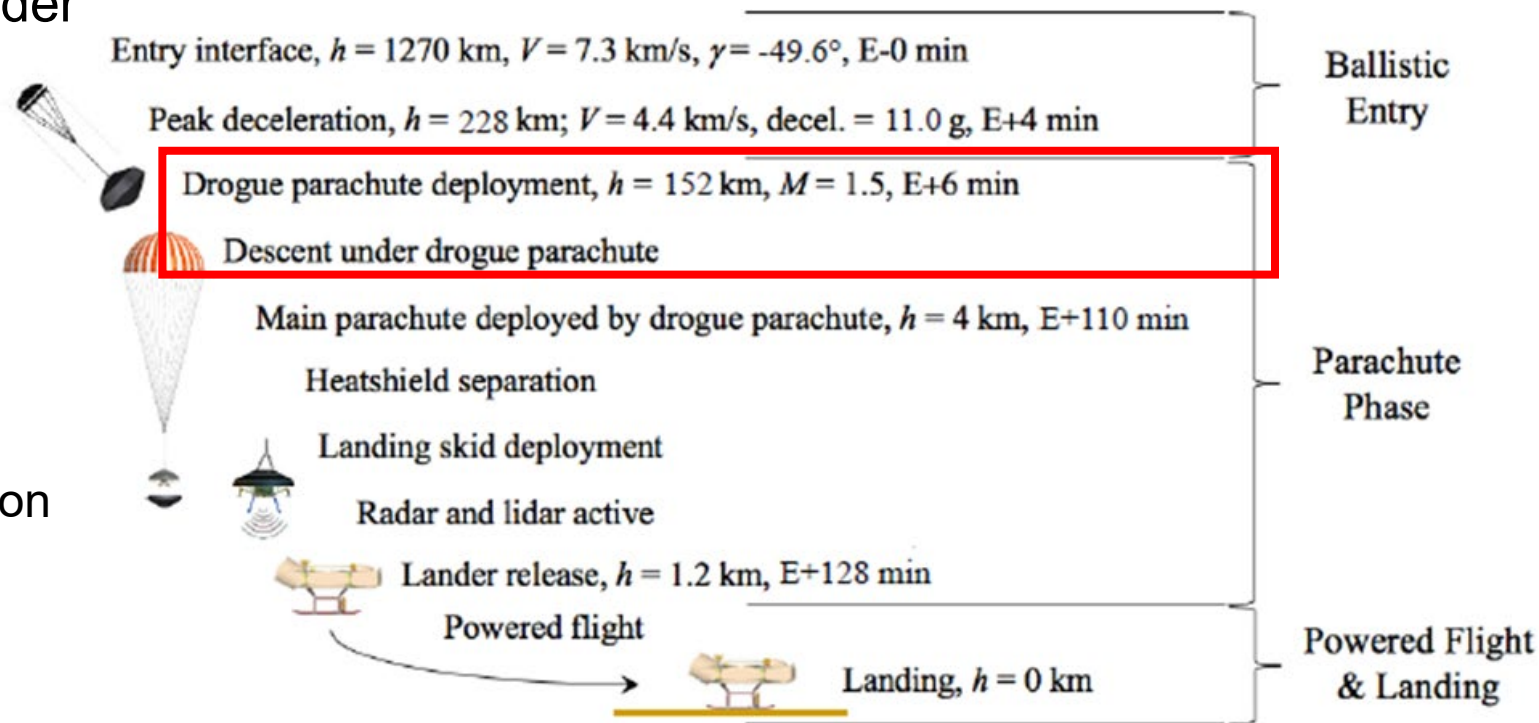 der
Entry interface, h = 1270 km, V = 7.3 km/s, γ = -49.6°, E-0 min
Peak deceleration, h = 228 km; V = 4.4 km/s, decel. = 11.0 g, E+4 min
Ballistic
Entry
Drogue parachute deployment, h = 152 km, M = 1.5, E+6 min
Descent under drogue parachute
Main parachute deployed by drogue parachute, h = 4 km, E+110 min
Heatshield separation
Landing skid deployment
Radar and lidar active
Lander release, h = 1.2 km, E+128 min
Parachute
Phase
on
Powered flight
Landing, h = 0 km
Powered Flight
& Landing